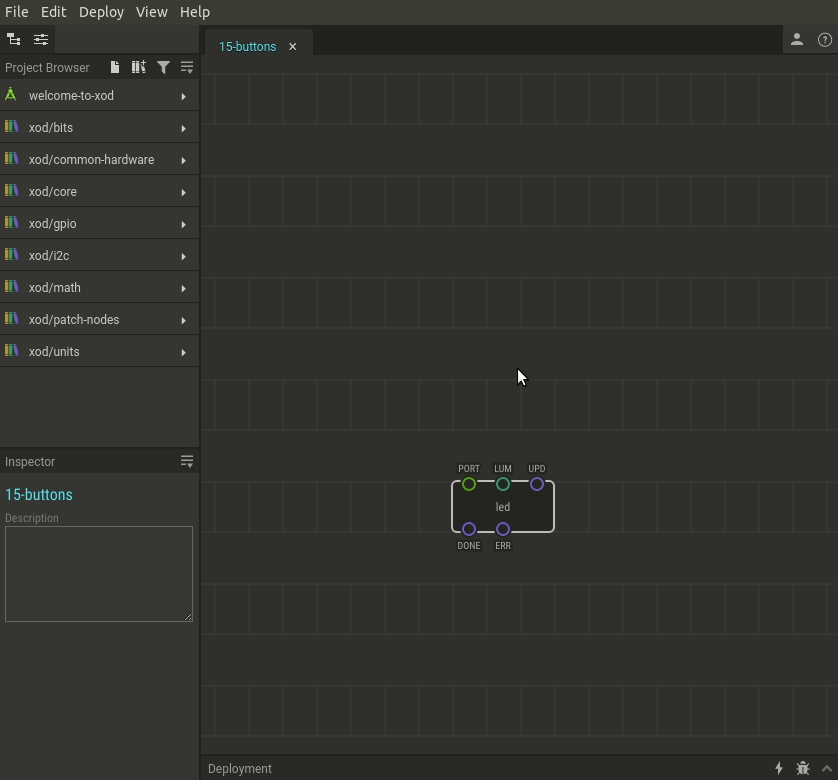 File Edit Deploy View Help
15-buttons
Project Browser
welcome-to-xod
xod/bits
xod/common-hardware
xod/core
xod/gpio
xod/i2c
xod/math
xod/patch-nodes
xod/units
Inspector
15-buttons
Description
PORT LUM UPD
led
DONE ERR
Deployment